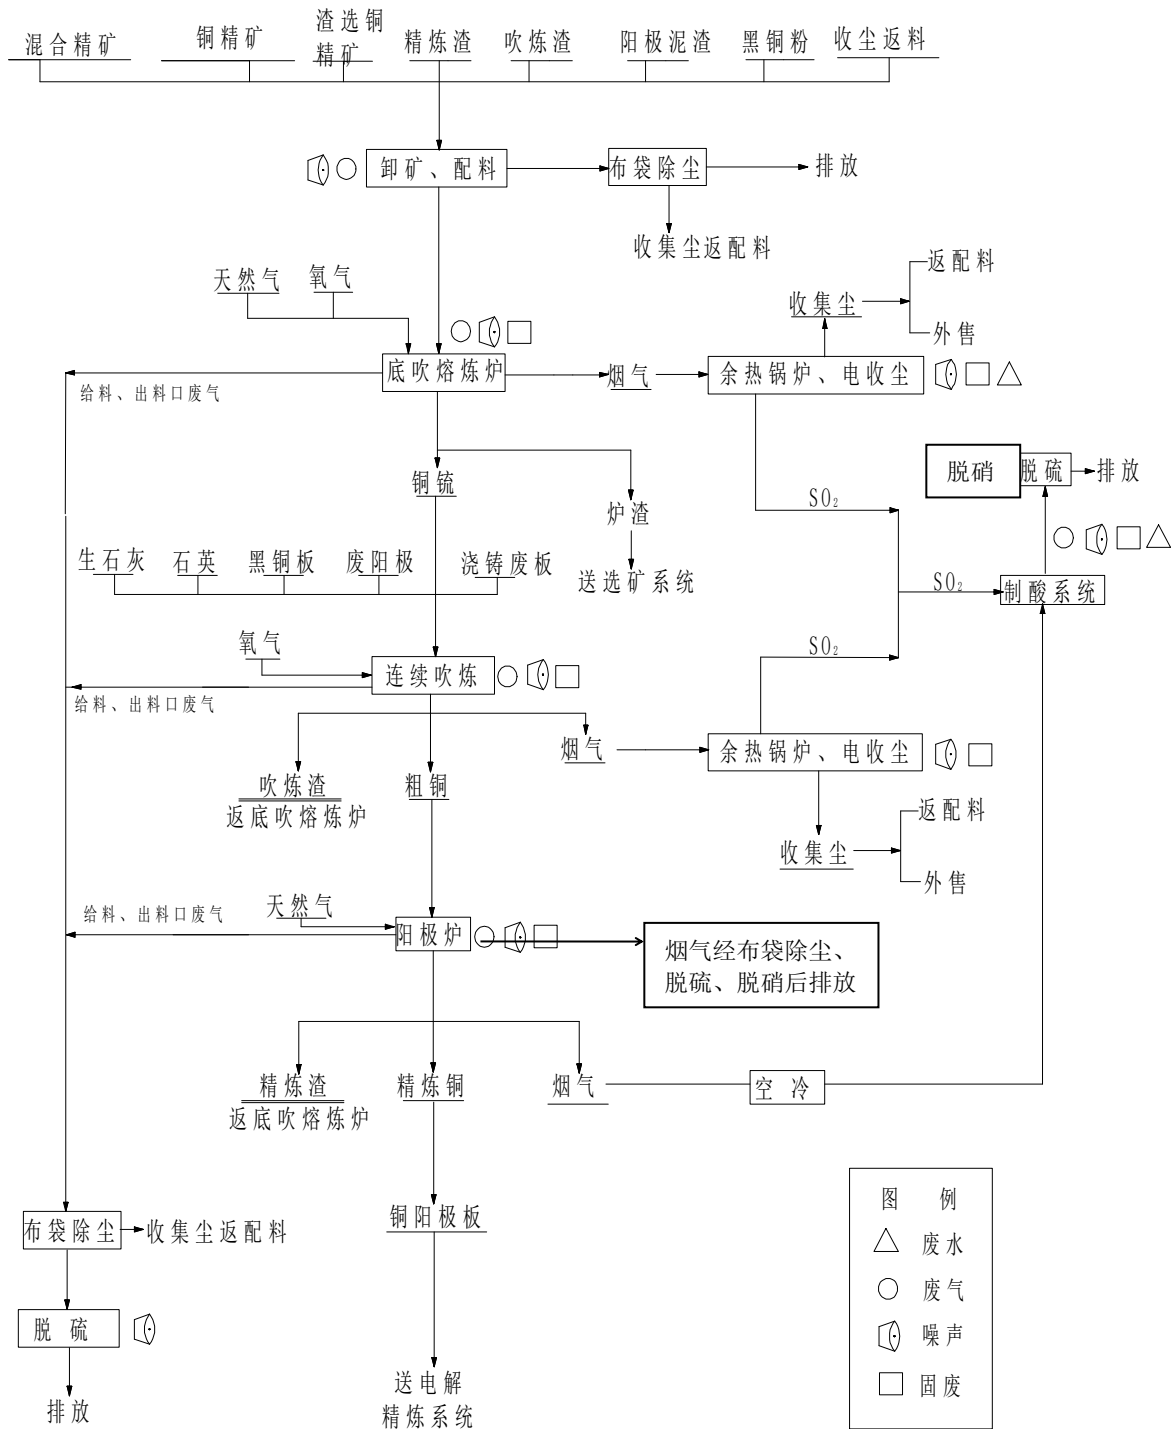 混合精矿
铜精矿
渣选铜
精矿
精炼渣
吹炼渣
阳极泥渣
黑铜粉
收尘返料
卸矿、配料
布袋除尘
排放
收集尘返配料
天然气
氧气
收集尘
返配料
外售
底吹熔炼炉
烟气
余热锅炉、电收尘
给料、出料口废气
铜锍
炉渣
送选矿系统
脱硝
脱硫
排放
SO₂
生石灰
石英
黑铜板
废阳极
浇铸废板
SO₂
制酸系统
氧气
连续吹炼
SO₂
给料、出料口废气
烟气
余热锅炉、电收尘
吹炼渣
返底吹熔炼炉
粗铜
收集尘
返配料
外售
天然气
给料、出料口废气
阳极炉
烟气经布袋除尘、
脱硫、脱硝后排放
精炼渣
返底吹熔炼炉
精炼铜
烟气
空冷
铜阳极板
布袋除尘
收集尘返配料
脱硫
排放
送电解
精炼系统
图 例
废水
废气
噪声
固废